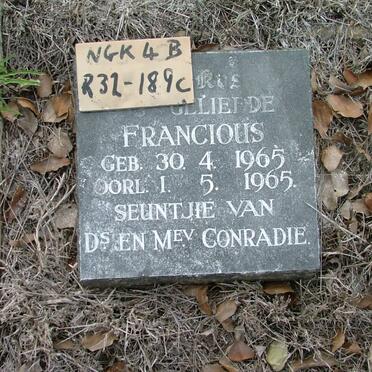 NGK 4 B
R32-189c
FRANCIOUS
GEB. 30. 4. 1965
OORL. 1. 5. 1965.
SEUNTJIE VAN
DS. EN MEV. CONRADIE.